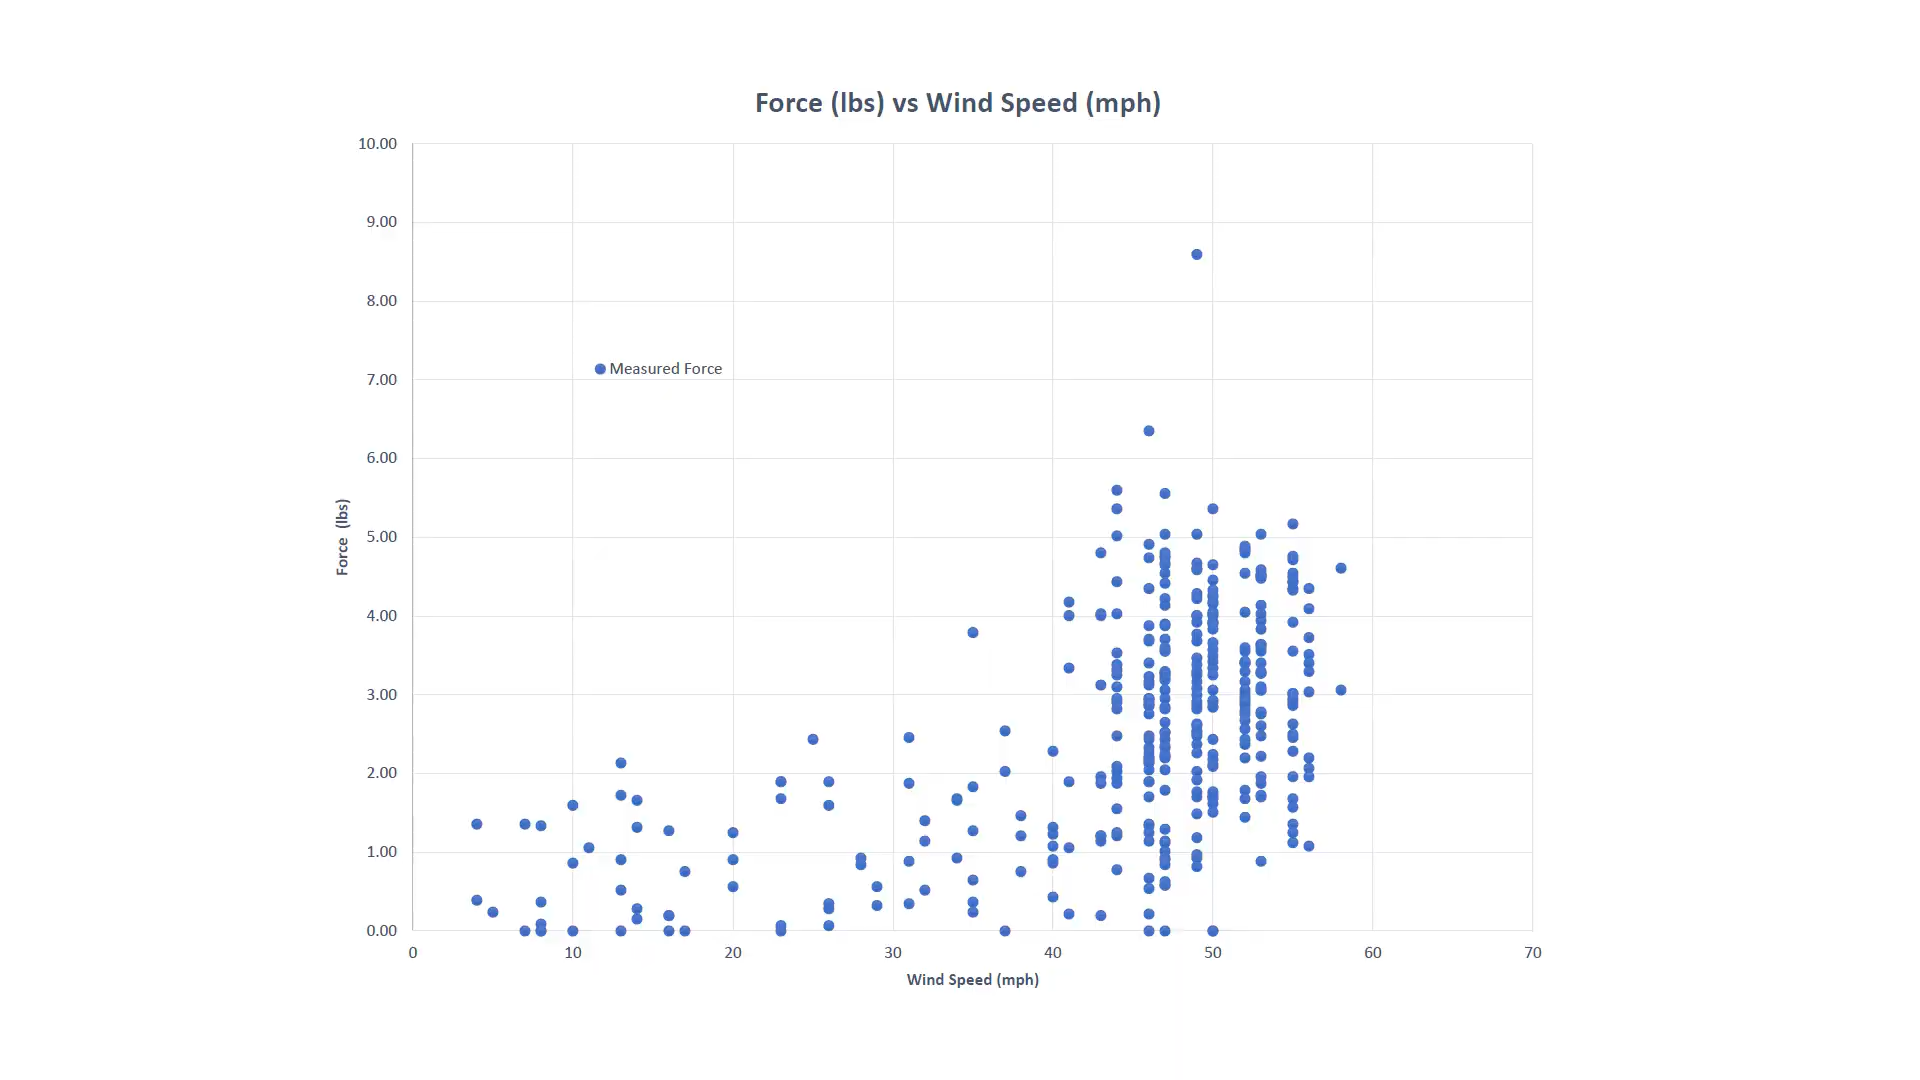 Force (lbs) vs Wind Speed (mph)
10.00
9.00
8.00
Measured Force
7.00
6.00
Force (lbs)
5.00
4.00
3.00
2.00
1.00
0.00
0 10 20 30 40 50 60 70
Wind Speed (mph)